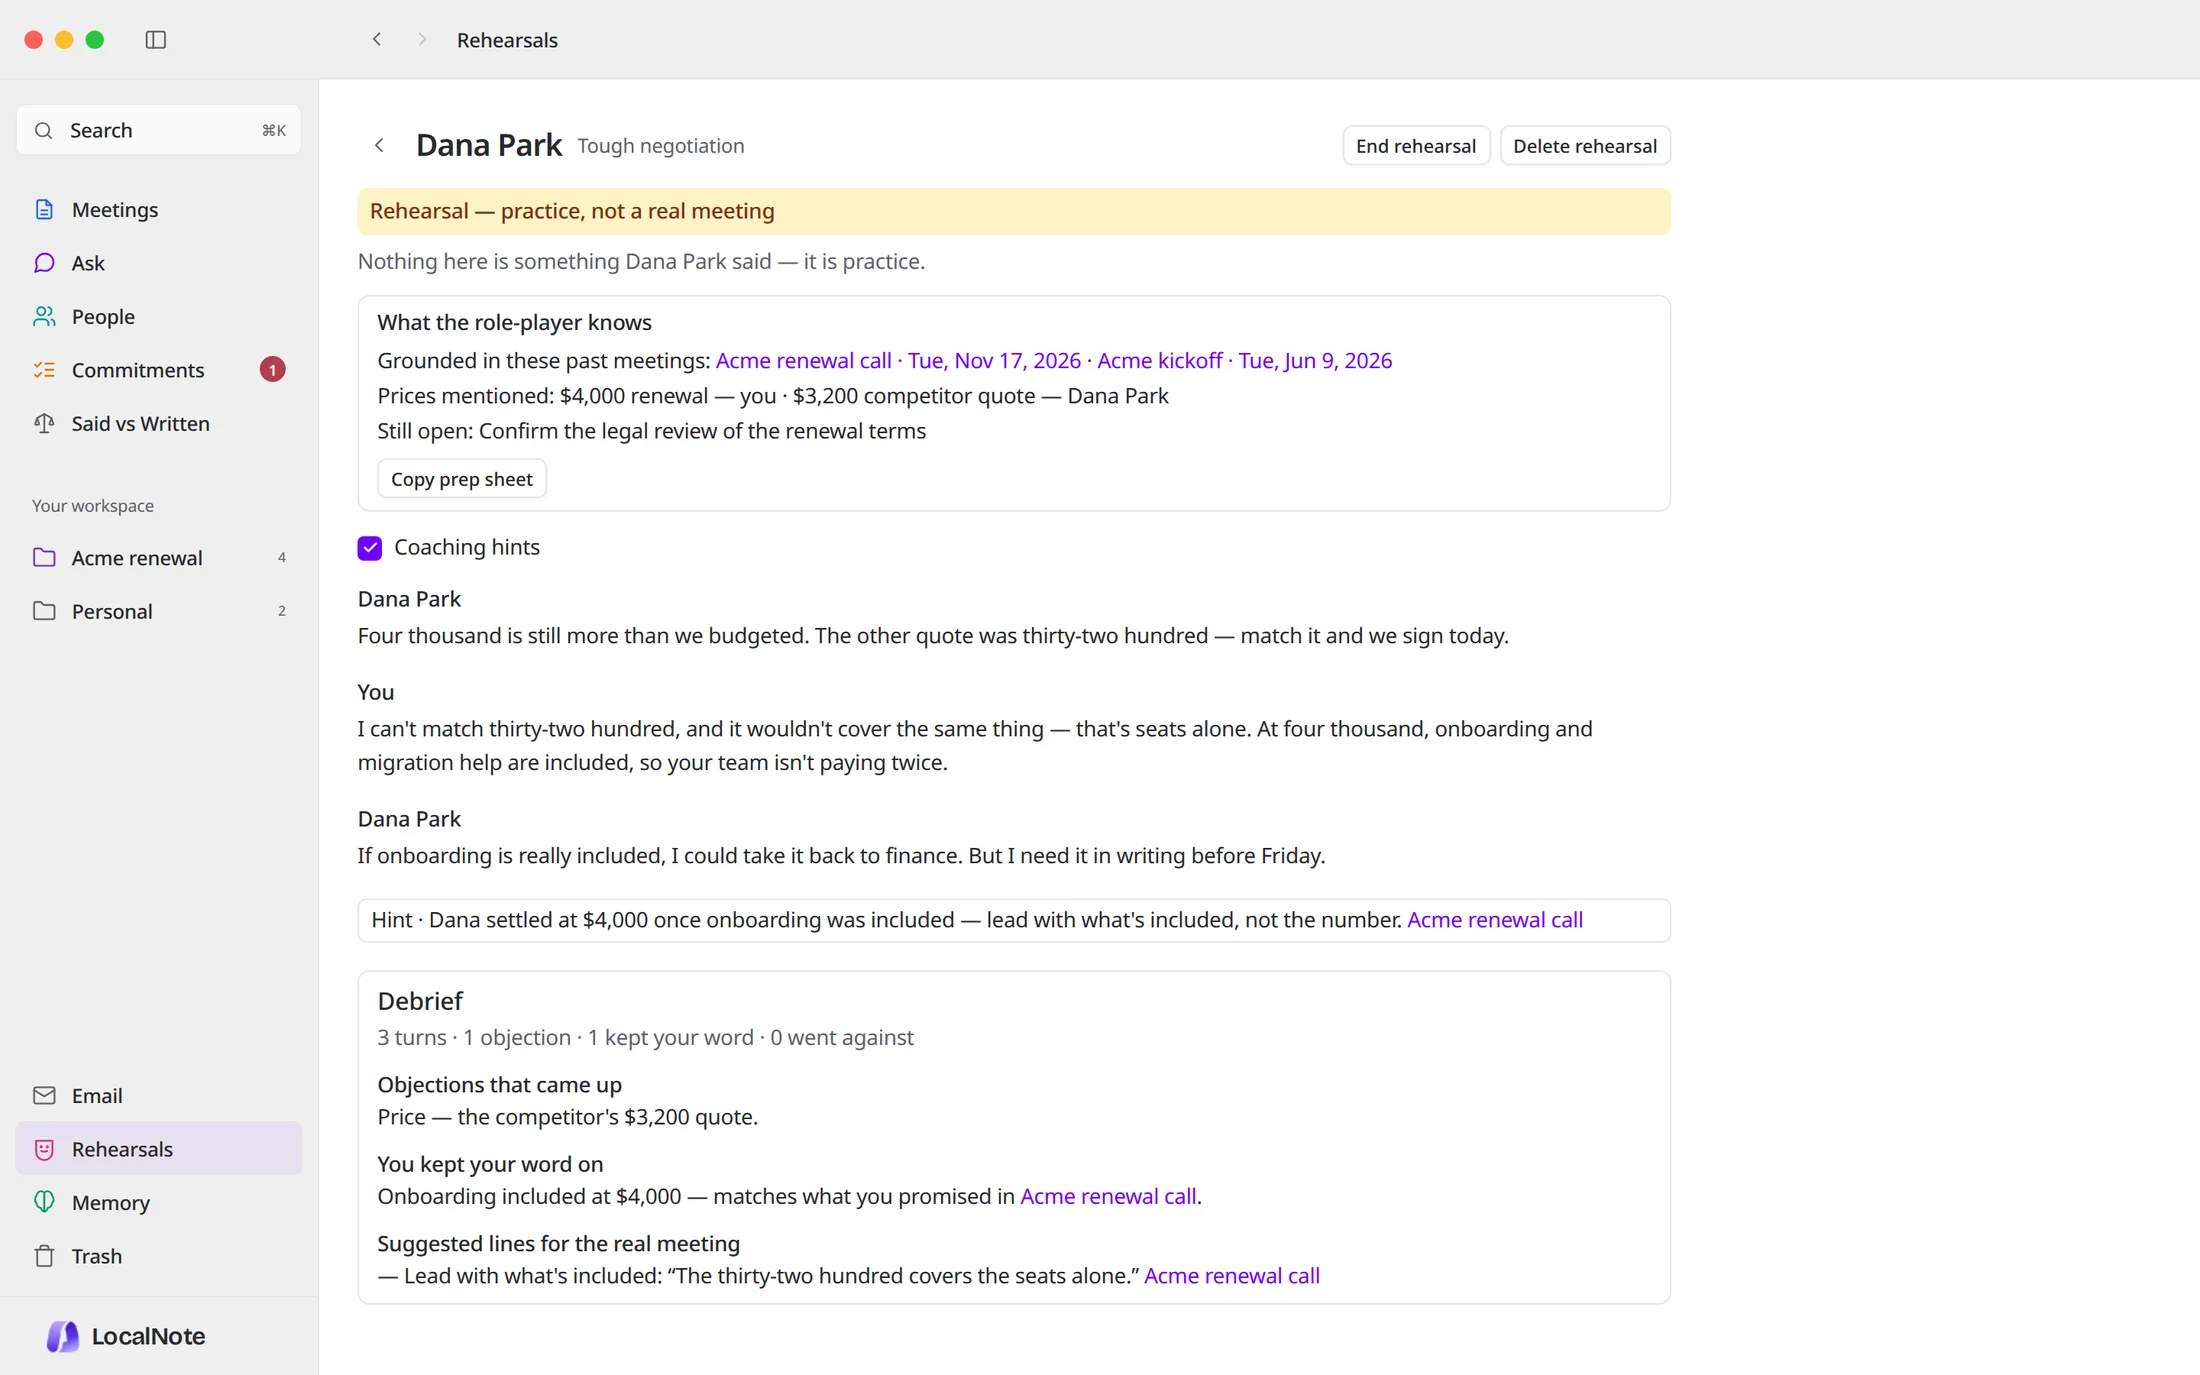 Rehearsals
Search ⌘K
Meetings
Ask
People
Commitments 1
Said vs Written
Your workspace
Acme renewal 4
Personal 2
Email
Rehearsals
Memory
Trash
LocalNote
Dana Park Tough negotiation
End rehearsal
Delete rehearsal
Rehearsal — practice, not a real meeting
Nothing here is something Dana Park said — it is practice.
What the role-player knows
Grounded in these past meetings: Acme renewal call · Tue, Nov 17, 2026 · Acme kickoff · Tue, Jun 9, 2026
Prices mentioned: $4,000 renewal — you · $3,200 competitor quote — Dana Park
Still open: Confirm the legal review of the renewal terms
Copy prep sheet
Coaching hints
Dana Park
Four thousand is still more than we budgeted. The other quote was thirty-two hundred — match it and we sign today.
You
I can't match thirty-two hundred, and it wouldn't cover the same thing — that's seats alone. At four thousand, onboarding and
migration help are included, so your team isn't paying twice.
Dana Park
If onboarding is really included, I could take it back to finance. But I need it in writing before Friday.
Hint · Dana settled at $4,000 once onboarding was included — lead with what's included, not the number. Acme renewal call
Debrief
3 turns · 1 objection · 1 kept your word · 0 went against
Objections that came up
Price — the competitor's $3,200 quote.
You kept your word on
Onboarding included at $4,000 — matches what you promised in Acme renewal call.
Suggested lines for the real meeting
— Lead with what's included: “The thirty-two hundred covers the seats alone.” Acme renewal call